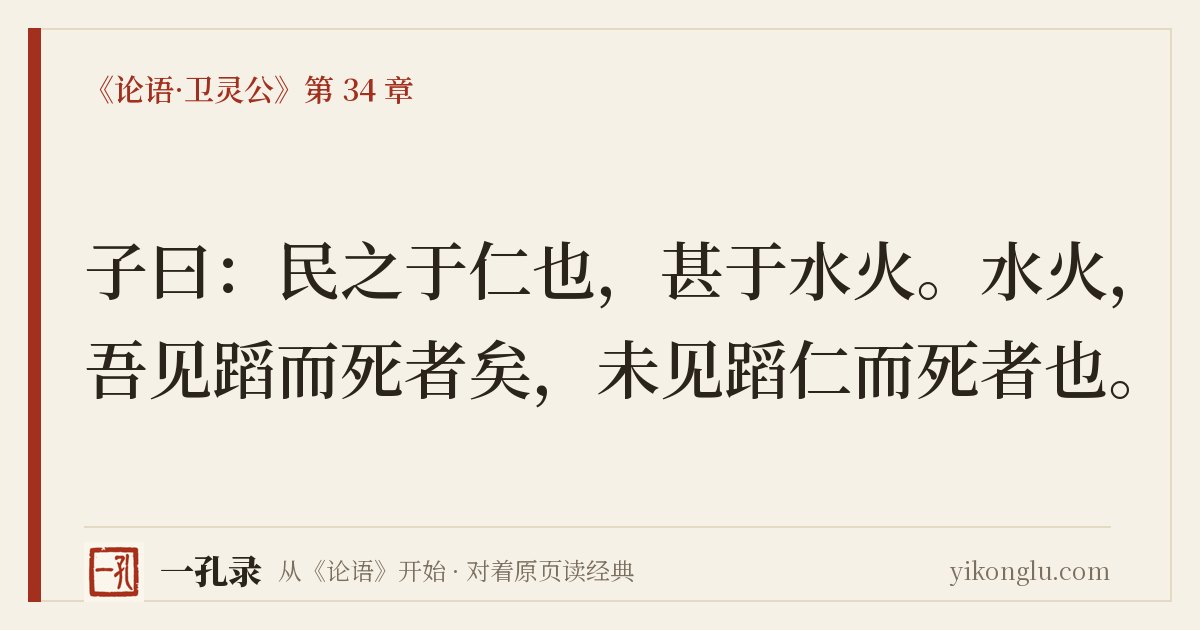 《论语·卫灵公》第 34 章
子曰：民之于仁也，甚于水火。水火，
吾见蹈而死者矣，未见蹈仁而死者也。
一孔
一孔录 从《论语》开始 · 对着原页读经典 yikonglu.com